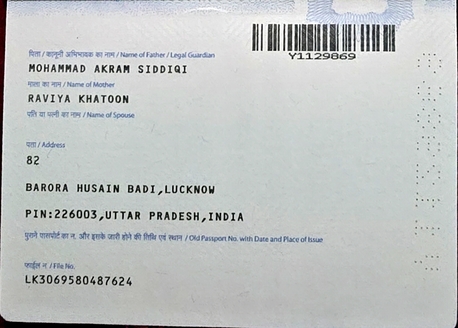 Y1129869
पिता / कानूनी अभिभावक का नाम / Name of Father / Legal Guardian
MOHAMMAD AKRAM SIDDIQI
माता का नाम / Name of Mother
RAVIYA KHATOON
पति या पत्नी का नाम / Name of Spouse
पता / Address
82
BARORA HUSAIN BADI,LUCKNOW
PIN:226003,UTTAR PRADESH,INDIA
पुराने पासपोर्ट का न. और इसके जारी होने की तिथि एवं स्थान / Old Passport No. with Date and Place of Issue
फाईल न. / File No.
LK3069580487624